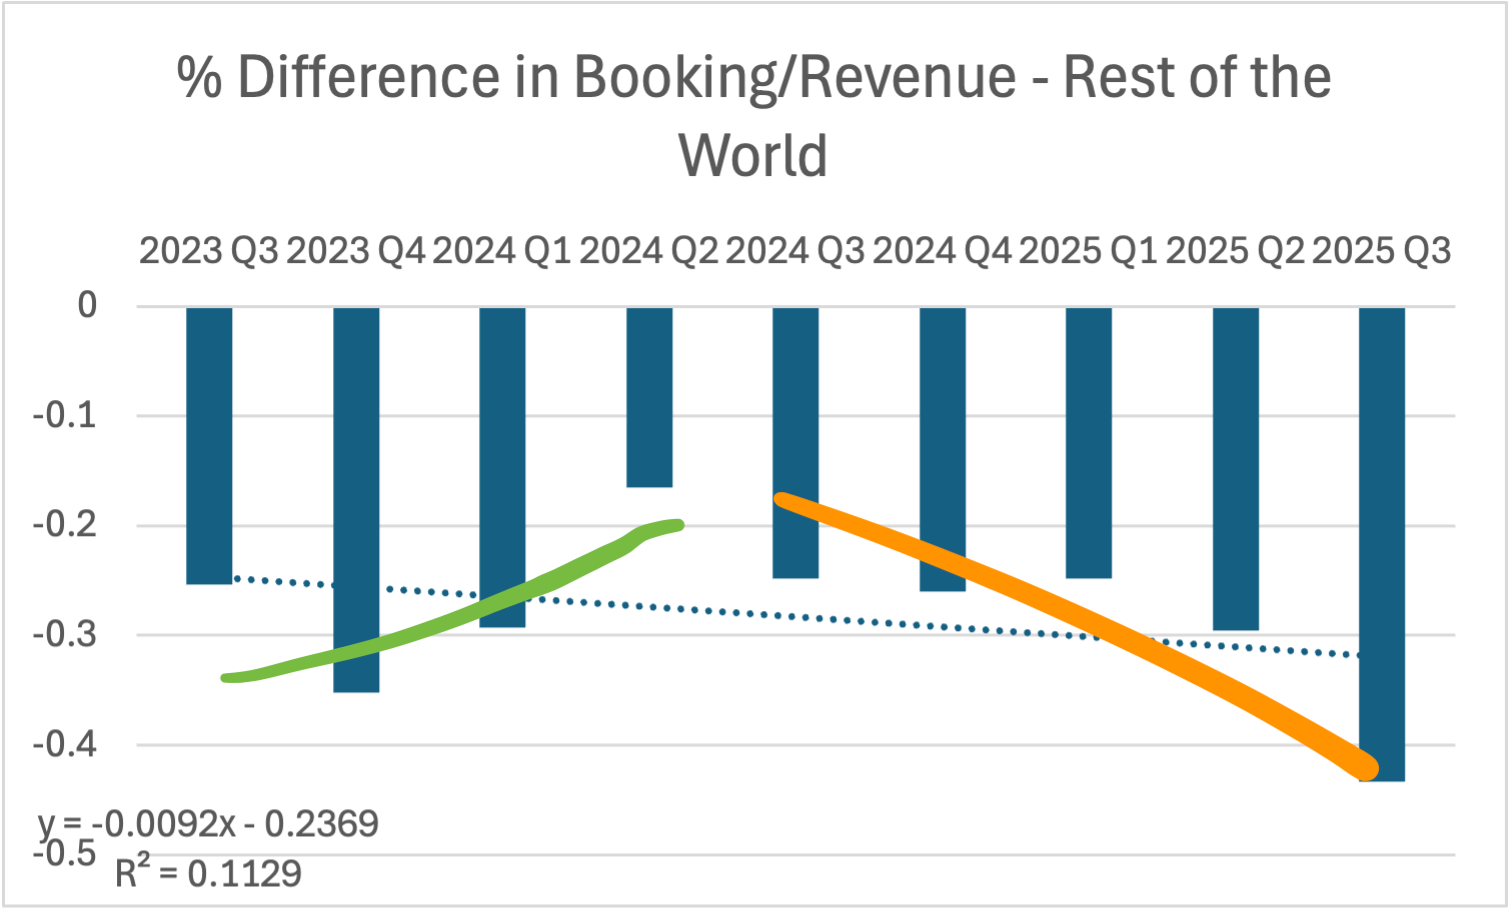 % Difference in Booking/Revenue - Rest of the
World
2023 Q3 2023 Q4 2024 Q1 2024 Q2 2024 Q3 2024 Q4 2025 Q1 2025 Q2 2025 Q3
0
-0.1
-0.2
-0.3
-0.4
y = -0.0092x - 0.2369
-0.5
R² = 0.1129